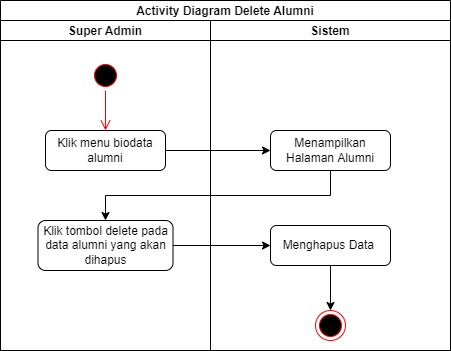 Activity Diagram Delete Alumni
Super Admin
Sistem
Klik menu biodata
alumni
Menampilkan
Halaman Alumni
Klik tombol delete pada
data alumni yang akan
dihapus
Menghapus Data